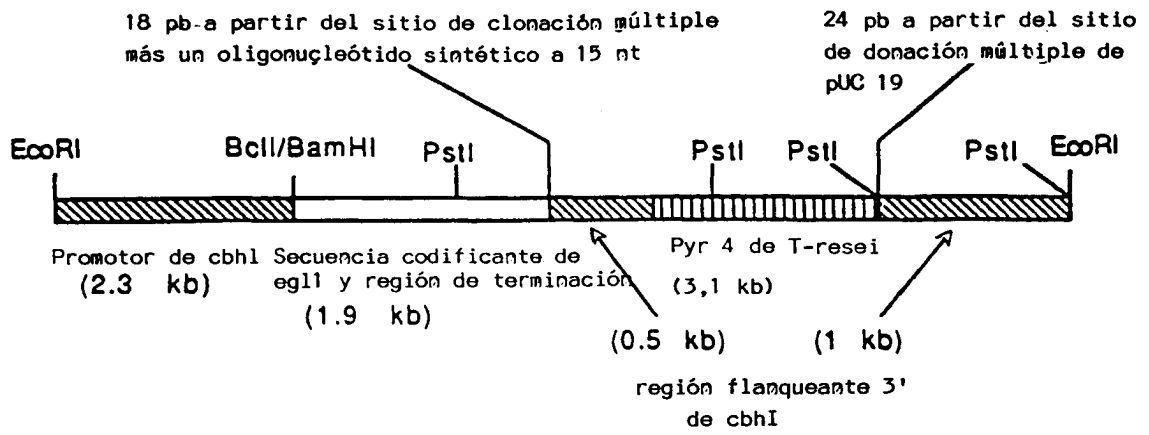 18 pb-a partir del sitio de clonación múltiple
más un oligonuçleótido sintético a 15 nt
24 pb a partir del sitio
de donación múltiple de
pUC 19
EcoRI
BclI/BamHI
PstI
PstI
PstI
PstI
EcoRI
Promotor de cbhI
(2.3 kb)
Secuencia codificante de
egl1 y región de terminación
(1.9 kb)
Pyr 4 de T-resei
(3,1 kb)
(0.5 kb)
(1 kb)
región flanqueante 3'
de cbhI